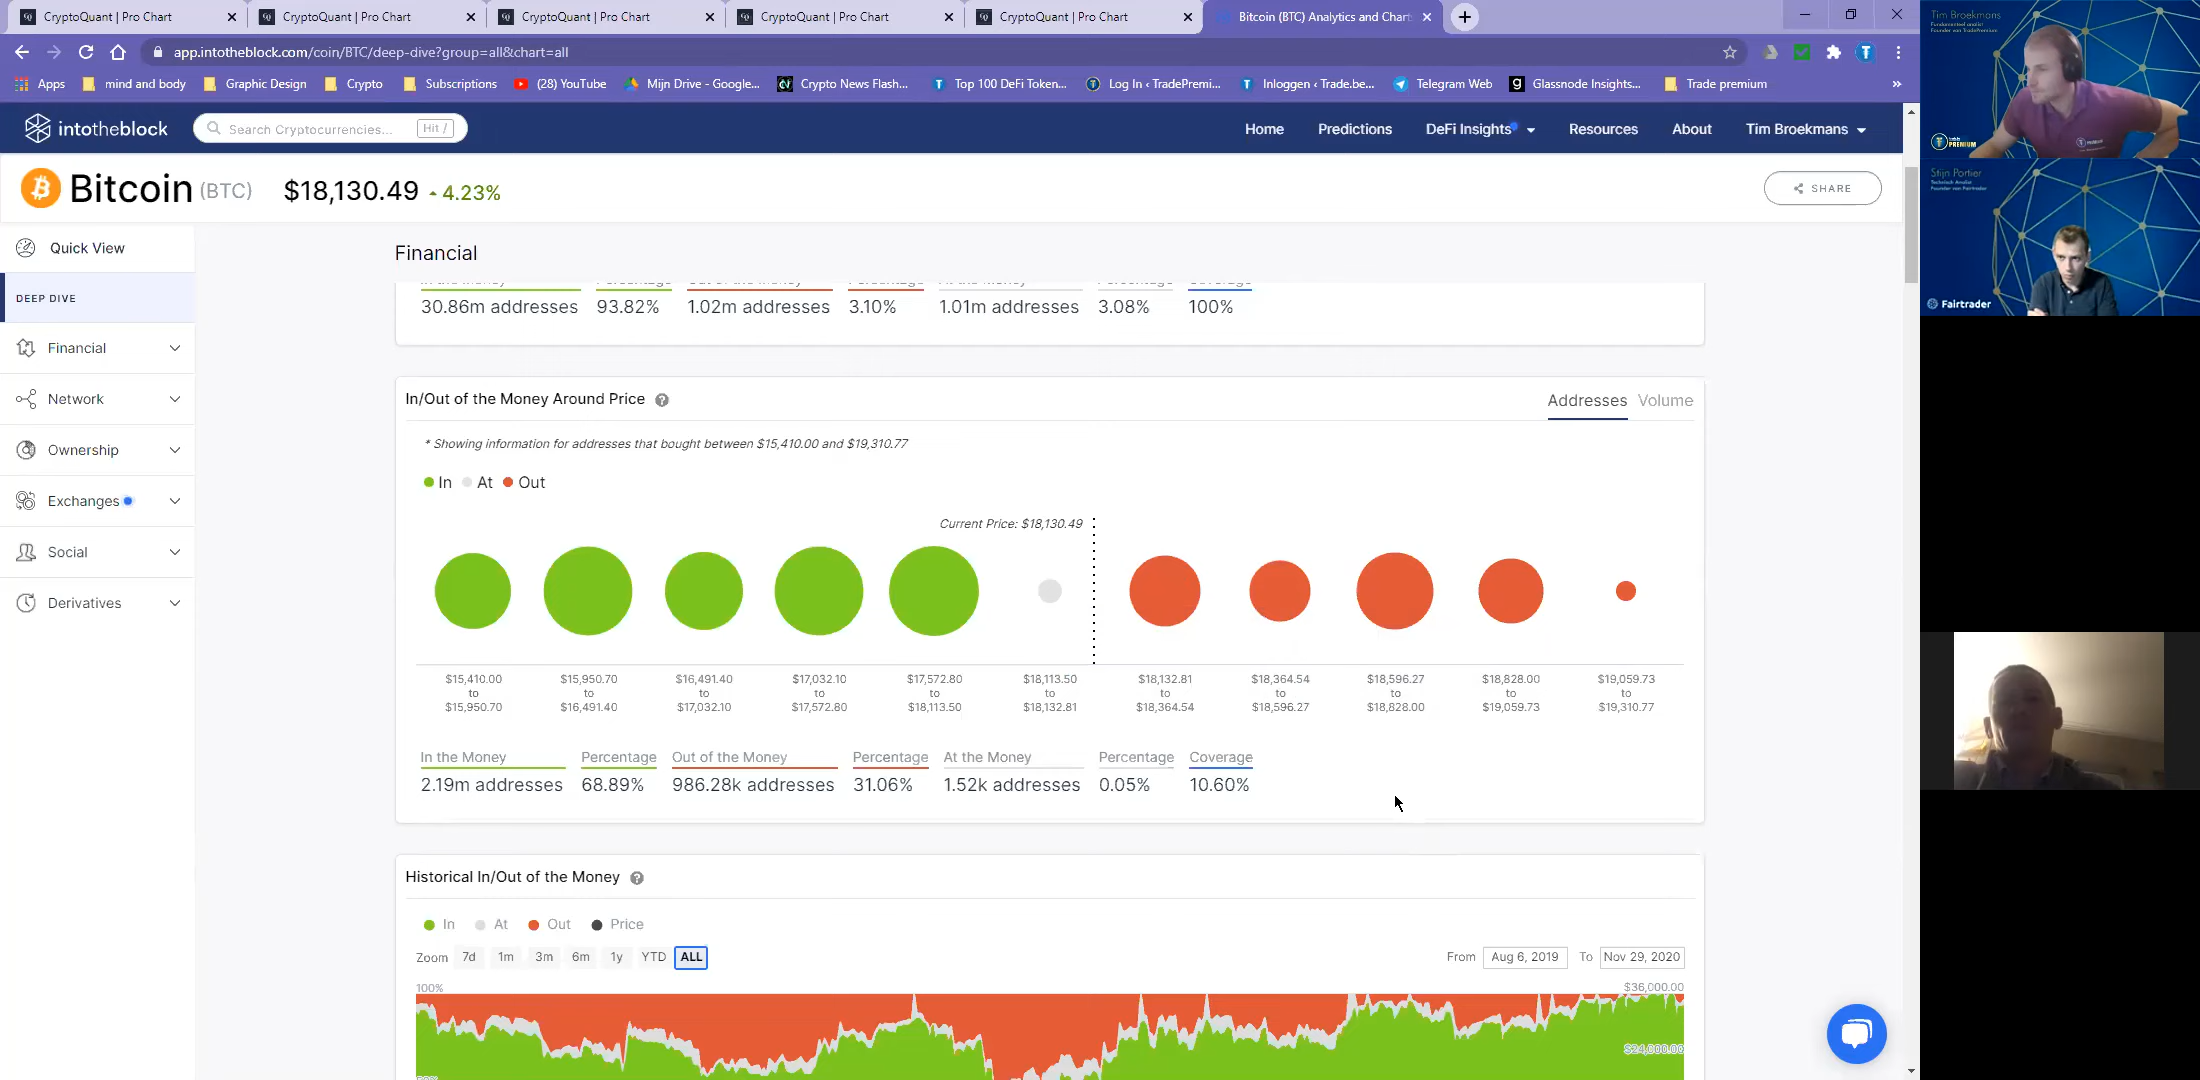 CryptoQuant | Pro Chart
CryptoQuant | Pro Chart
CryptoQuant | Pro Chart
CryptoQuant | Pro Chart
CryptoQuant | Pro Chart
Bitcoin (BTC) Analytics and Chart
app.intotheblock.com/coin/BTC/deep-dive?group=all&chart=all
Apps mind and body Graphic Design Crypto Subscriptions (28) YouTube Mijn Drive - Google... Crypto News Flash... Top 100 DeFi Token... Log In ‹ TradePremi... Inloggen ‹ Trade.be... Telegram Web Glassnode Insights... Trade premium »
intotheblock Search Cryptocurrencies... Hit / Home Predictions DeFi Insights Resources About Tim Broekmans
Bitcoin (BTC) $18,130.49 4.23% SHARE
Quick View
DEEP DIVE
Financial
Network
Ownership
Exchanges
Social
Derivatives
Financial
30.86m addresses 93.82% 1.02m addresses 3.10% 1.01m addresses 3.08% 100%
In/Out of the Money Around Price ? Addresses Volume
* Showing information for addresses that bought between $15,410.00 and $19,310.77
In At Out
Current Price: $18,130.49
$15,410.00 to $15,950.70
$15,950.70 to $16,491.40
$16,491.40 to $17,032.10
$17,032.10 to $17,572.80
$17,572.80 to $18,113.50
$18,113.50 to $18,132.81
$18,132.81 to $18,364.54
$18,364.54 to $18,596.27
$18,596.27 to $18,828.00
$18,828.00 to $19,059.73
$19,059.73 to $19,310.77
In the Money Percentage Out of the Money Percentage At the Money Percentage Coverage
2.19m addresses 68.89% 986.28k addresses 31.06% 1.52k addresses 0.05% 10.60%
Historical In/Out of the Money ?
In At Out Price
Zoom 7d 1m 3m 6m 1y YTD ALL From Aug 6, 2019 To Nov 29, 2020
100% $36,000.00
$24,000.00
Tim Broekmans
Fundamenteel analist
Founder van TradePremium
PREMIUM
Stijn Portier
Technisch Analist
Founder van Fairtrader
Fairtrader